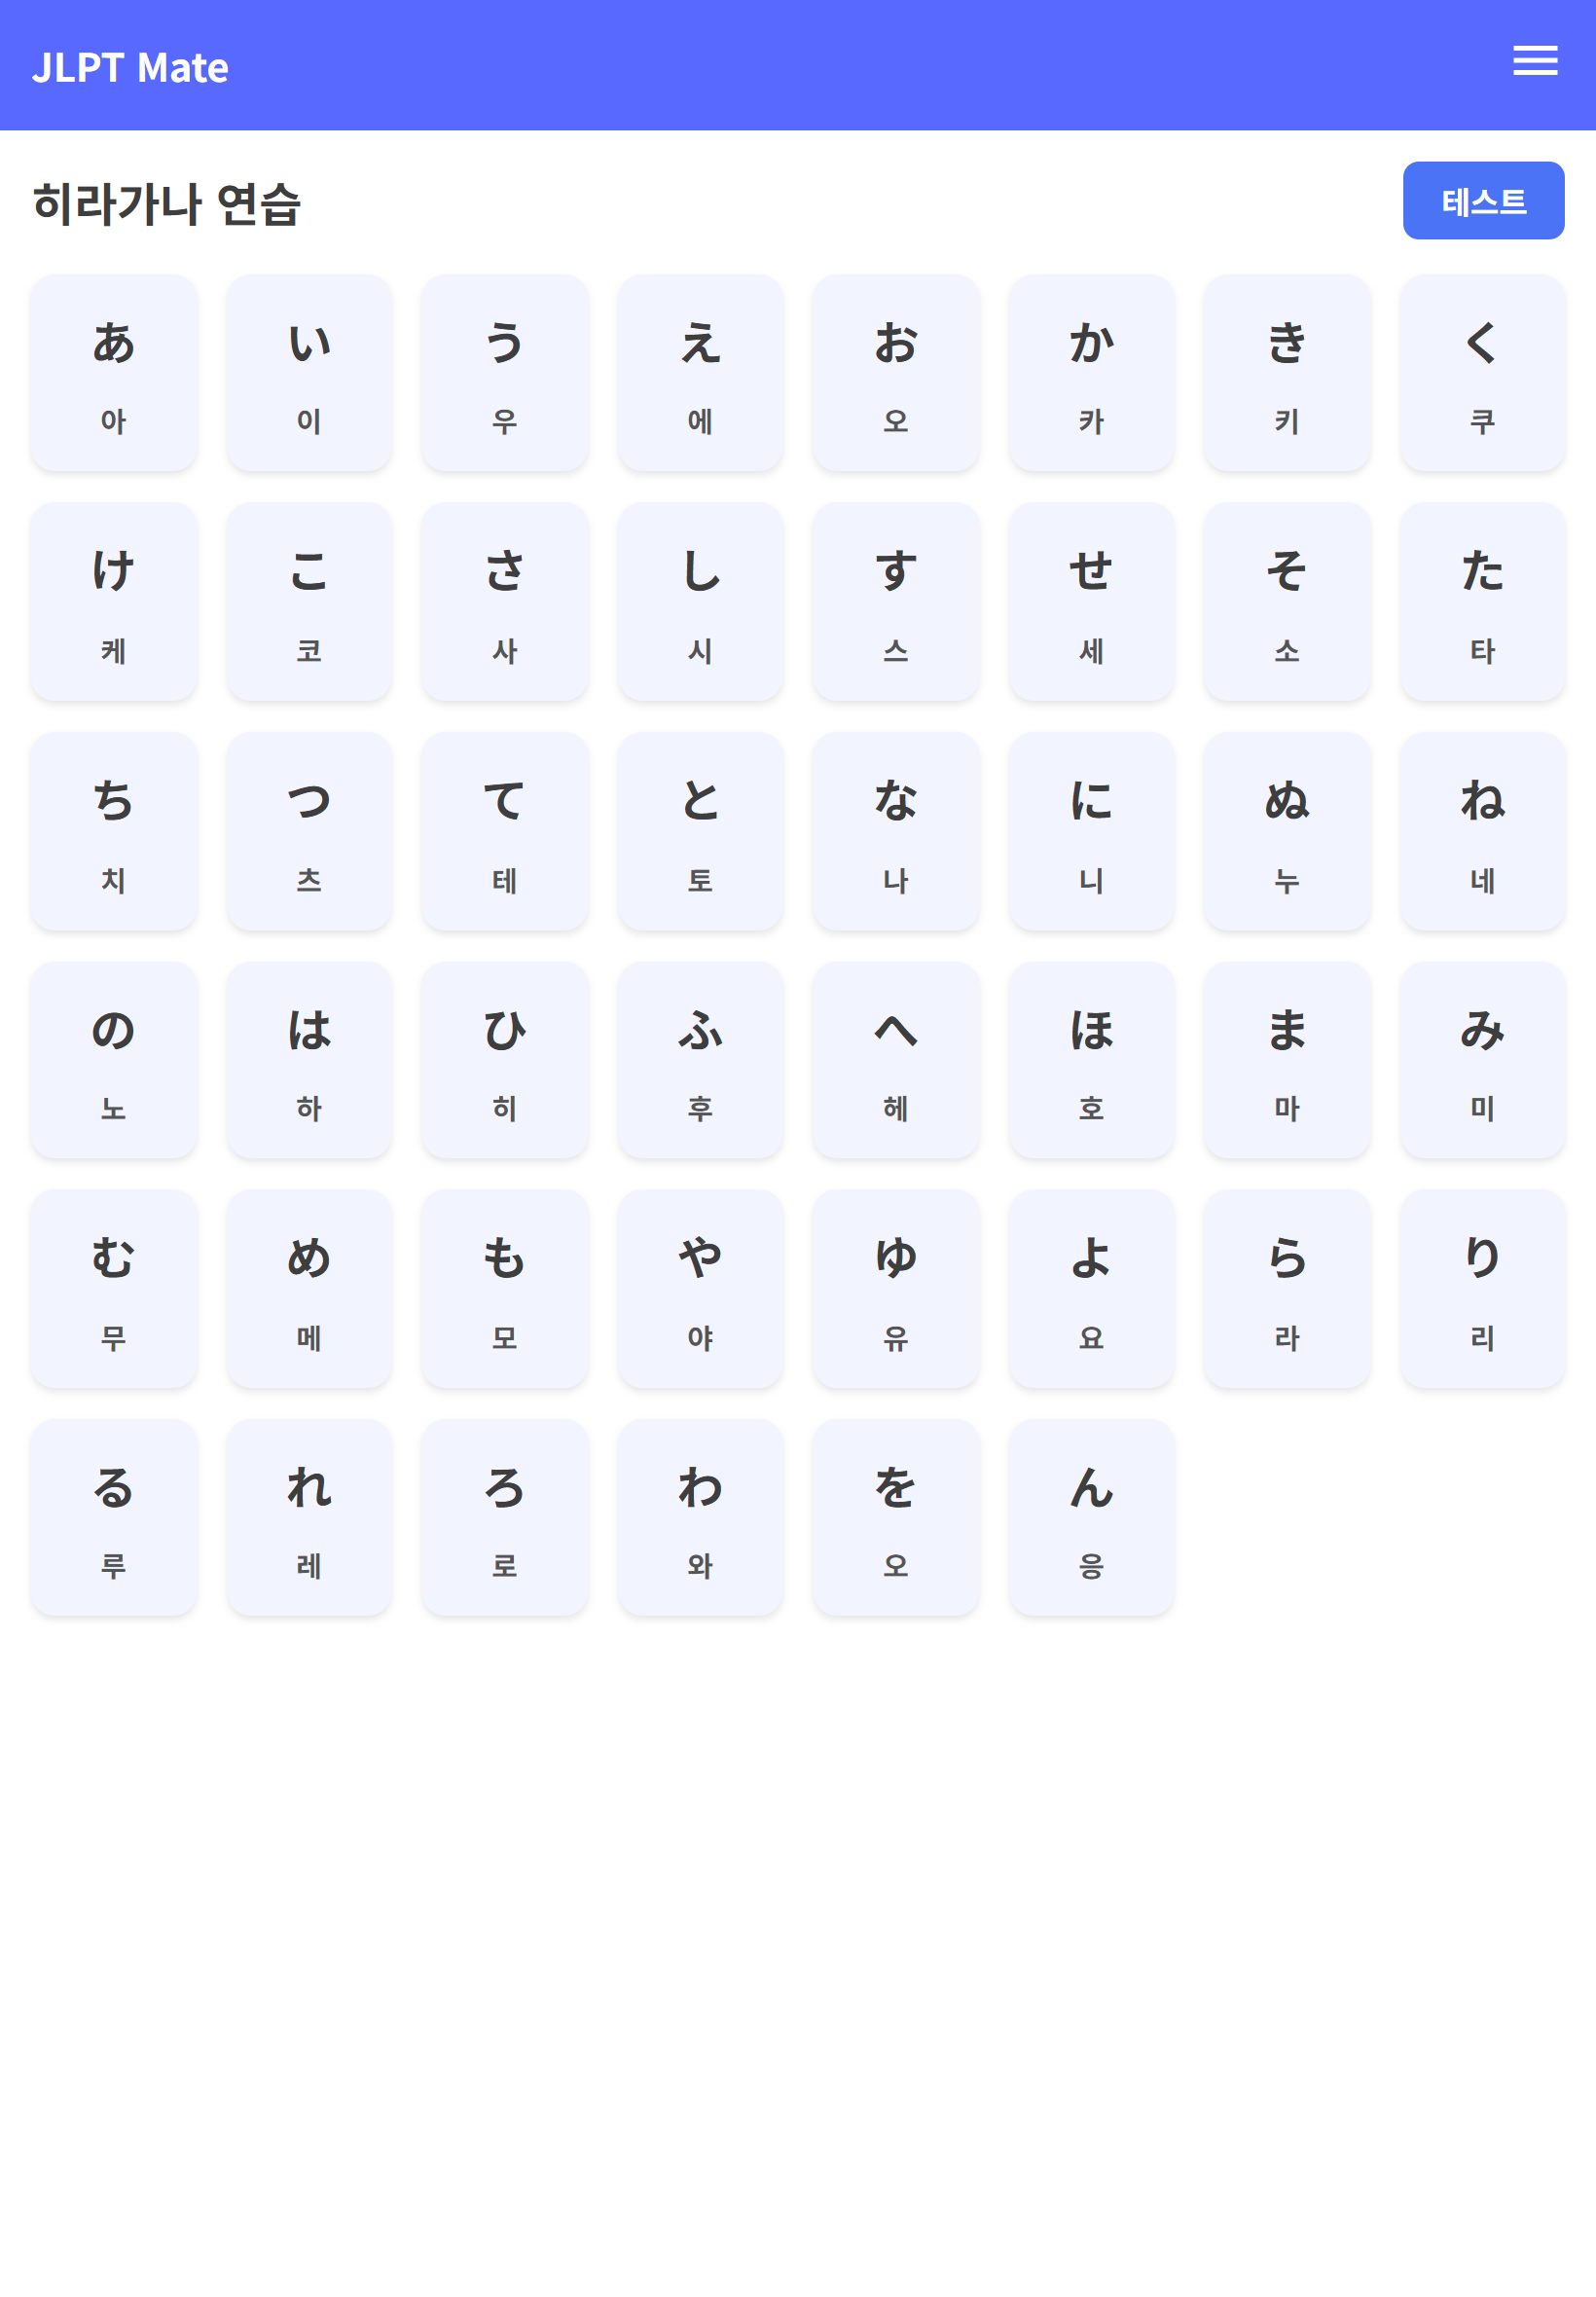 JLPT Mate
히라가나 연습
테스트
あ い う え お か き く
아 이 우 에 오 카 키 쿠
け こ さ し す せ そ た
케 코 사 시 스 세 소 타
ち つ て と な に ぬ ね
치 츠 테 토 나 니 누 네
の は ひ ふ へ ほ ま み
노 하 히 후 헤 호 마 미
む め も や ゆ よ ら り
무 메 모 야 유 요 라 리
る れ ろ わ を ん
루 레 로 와 오 응